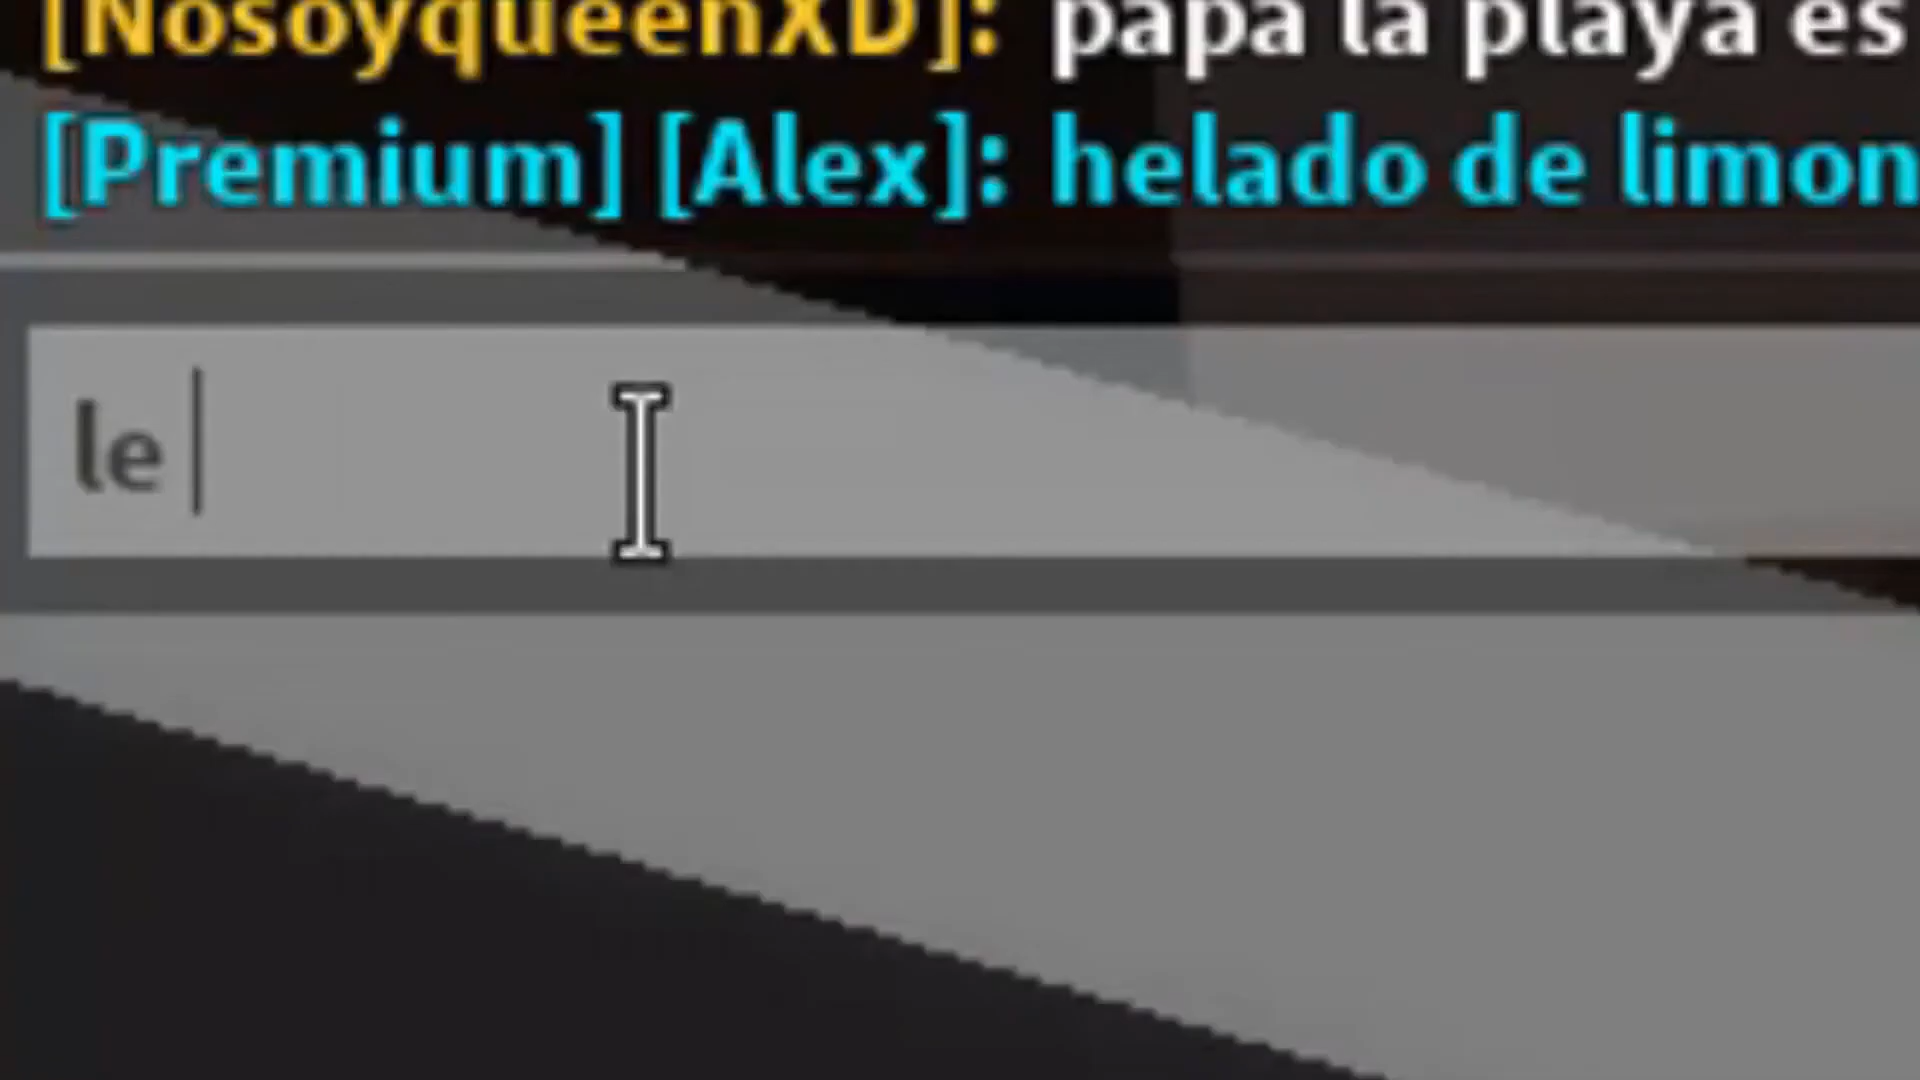 [NosoyqueenXD]: papa la playa es
[Premium] [Alex]: helado de limon
le